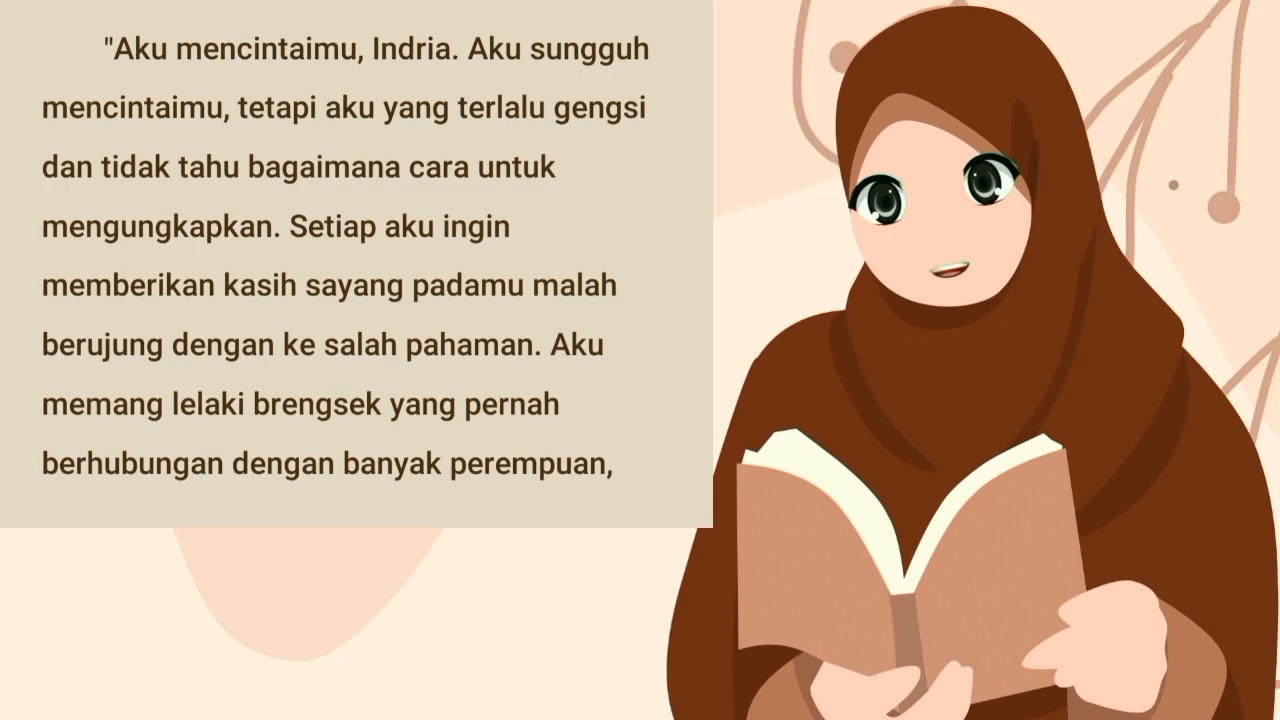 "Aku mencintaimu, Indria. Aku sungguh
mencintaimu, tetapi aku yang terlalu gengsi
dan tidak tahu bagaimana cara untuk
mengungkapkan. Setiap aku ingin
memberikan kasih sayang padamu malah
berujung dengan ke salah pahaman. Aku
memang lelaki brengsek yang pernah
berhubungan dengan banyak perempuan,